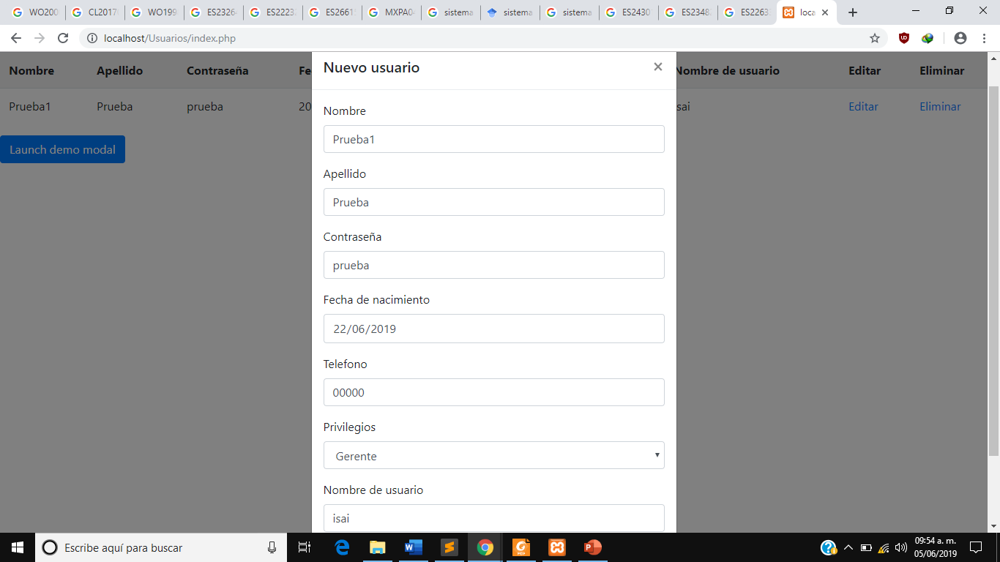 WO200 CL2017 WO199 ES2326 ES2223 ES2661 MXPA04 sistema sistema sistema ES2430 ES2348 ES2263 loca
localhost/Usuarios/index.php
Nombre Apellido Contraseña Fe Nombre de usuario Editar Eliminar
Prueba1 Prueba prueba 20 sai Editar Eliminar
Launch demo modal
Nuevo usuario ×
Nombre
Prueba1
Apellido
Prueba
Contraseña
prueba
Fecha de nacimiento
22/06/2019
Telefono
00000
Privilegios
Gerente
Nombre de usuario
isai
Escribe aquí para buscar
09:54 a. m.
05/06/2019